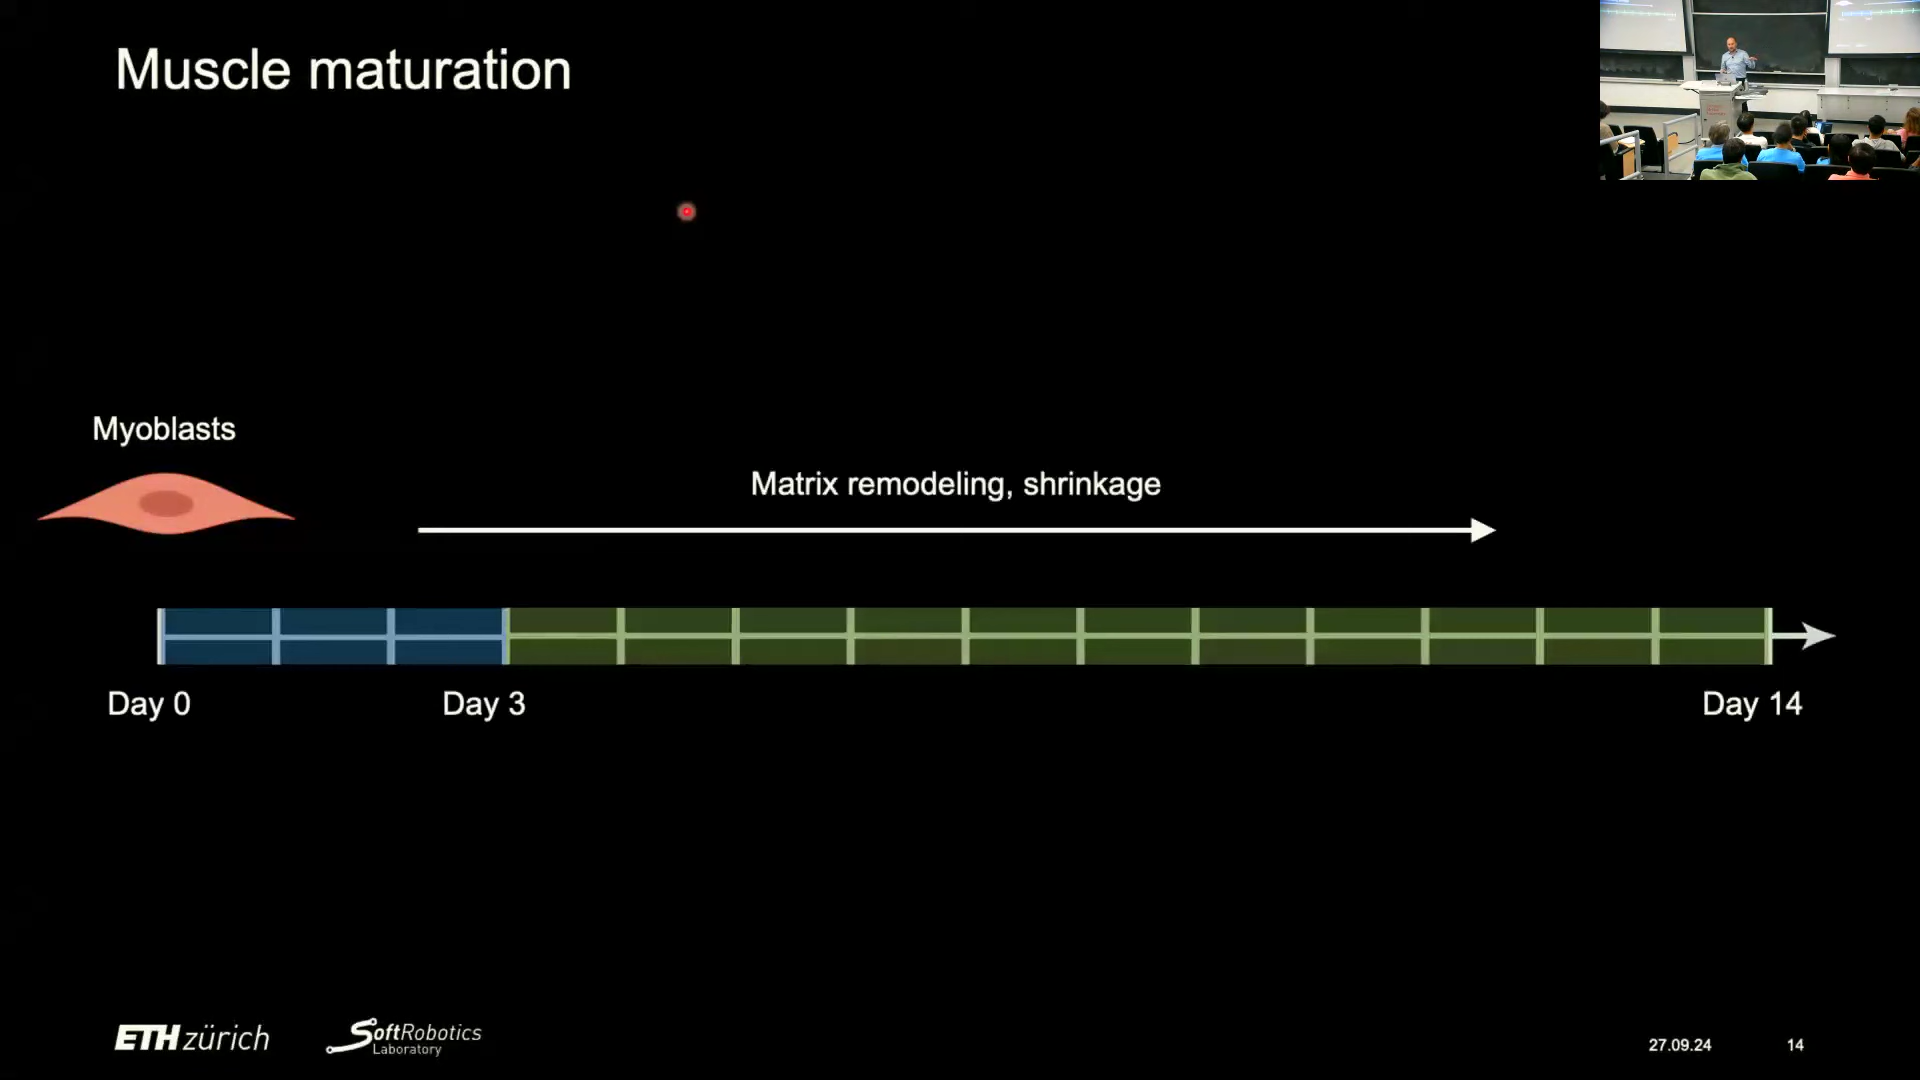 Muscle maturation
Myoblasts
Matrix remodeling, shrinkage
Day 0
Day 3
Day 14
ETH zürich
SoftRobotics
Laboratory
27.09.24
14